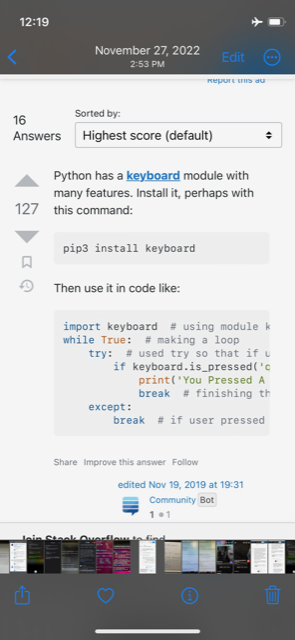 12:19
November 27, 2022
2:53 PM
Edit
Report this ad
16
Answers
Sorted by:
Highest score (default)
127
Python has a keyboard module with
many features. Install it, perhaps with
this command:
pip3 install keyboard
Then use it in code like:
import keyboard # using module k
while True: # making a loop
try: # used try so that if u
if keyboard.is_pressed('q
print('You Pressed A
break # finishing th
except:
break # if user pressed
Share Improve this answer Follow
edited Nov 19, 2019 at 19:31
Community Bot
1 1
Join Stack Overflow to find